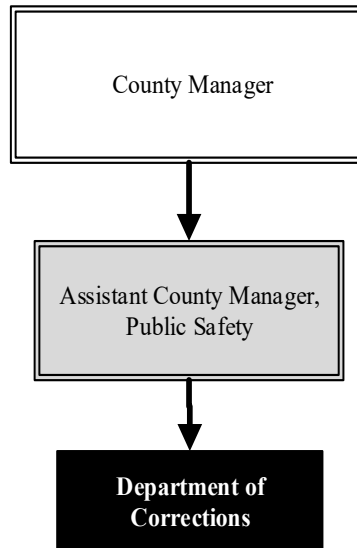 County Manager
Assistant County Manager,
Public Safety
Department of
Corrections